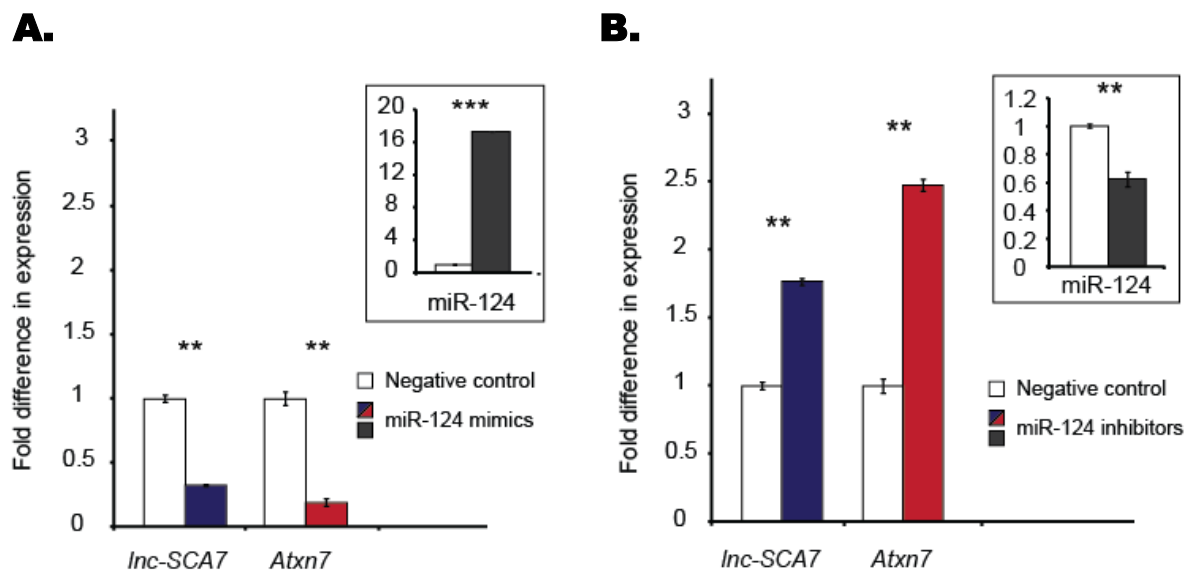 A.
Fold difference in expression
3
2.5
2
1.5
1
0.5
0
**
**
lnc-SCA7
Atxn7
20
16
12
8
4
0
***
miR-124
Negative control
miR-124 mimics
B.
Fold difference in expression
3
2.5
2
1.5
1
0.5
0
**
**
lnc-SCA7
Atxn7
1.2
1
0.8
0.6
0.4
0.2
0
**
miR-124
Negative control
miR-124 inhibitors